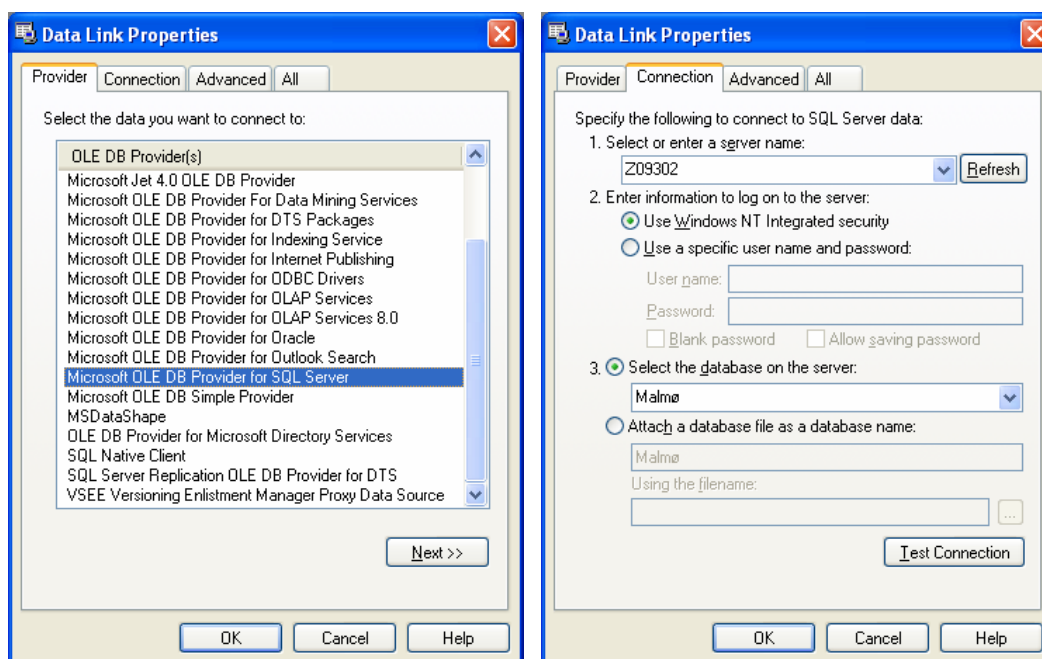 Data Link Properties
Provider Connection Advanced All
Select the data you want to connect to:
OLE DB Provider(s)
Microsoft Jet 4.0 OLE DB Provider
Microsoft OLE DB Provider For Data Mining Services
Microsoft OLE DB Provider for DTS Packages
Microsoft OLE DB Provider for Indexing Service
Microsoft OLE DB Provider for Internet Publishing
Microsoft OLE DB Provider for ODBC Drivers
Microsoft OLE DB Provider for OLAP Services
Microsoft OLE DB Provider for OLAP Services 8.0
Microsoft OLE DB Provider for Oracle
Microsoft OLE DB Provider for Outlook Search
Microsoft OLE DB Provider for SQL Server
Microsoft OLE DB Simple Provider
MSDataShape
OLE DB Provider for Microsoft Directory Services
SQL Native Client
SQL Server Replication OLE DB Provider for DTS
VSEE Versioning Enlistment Manager Proxy Data Source
Next >>
OK Cancel Help
Data Link Properties
Provider Connection Advanced All
Specify the following to connect to SQL Server data:
1. Select or enter a server name:
Z09302 Refresh
2. Enter information to log on to the server:
Use Windows NT Integrated security
Use a specific user name and password:
User name:
Password:
Blank password Allow saving password
3. Select the database on the server:
Malmø
Attach a database file as a database name:
Malmø
Using the filename:
...
Test Connection
OK Cancel Help